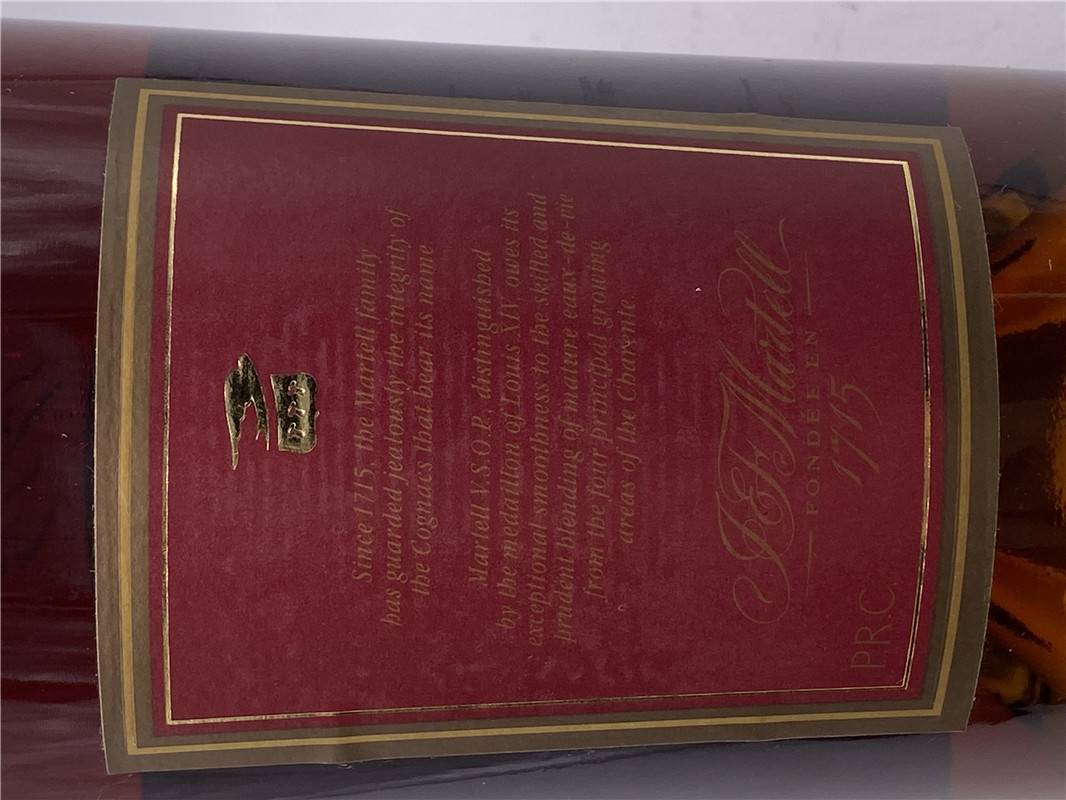 Since 1715, the Martell family
has guarded jealously the integrity of
the Cognacs that bear its name.
Martell V.S.O.P., distinguished
by the medaillon of Louis XIV, owes its
exceptional smoothness to the skilled and
prudent blending of mature eaux-de-vie
from the four principal growing
areas of the Charente.
J&F Martell
FONDÉE EN
1715
P.R.C.